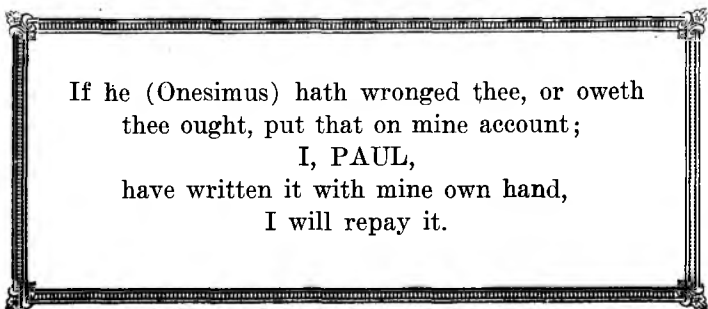 If he (Onesimus) hath wronged thee, or oweth
thee ought, put that on mine account;
I, PAUL,
have written it with mine own hand,
I will repay it.